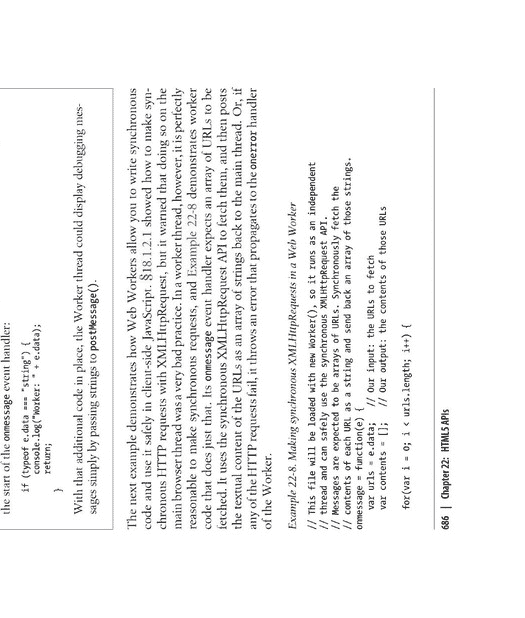 the start of the onmessage event handler:
if (typeof e.data === "string") {
console.log("Worker: " + e.data);
return;
}
With that additional code in place, the Worker thread could display debugging mes-
sages simply by passing strings to postMessage().
The next example demonstrates how Web Workers allow you to write synchronous
code and use it safely in client-side JavaScript. §18.1.2.1 showed how to make syn-
chronous HTTP requests with XMLHttpRequest, but it warned that doing so on the
main browser thread was a very bad practice. In a worker thread, however, it is perfectly
reasonable to make synchronous requests, and Example 22-8 demonstrates worker
code that does just that. Its onmessage event handler expects an array of URLs to be
fetched. It uses the synchronous XMLHttpRequest API to fetch them, and then posts
the textual content of the URLs as an array of strings back to the main thread. Or, if
any of the HTTP requests fail, it throws an error that propagates to the onerror handler
of the Worker.
Example 22-8. Making synchronous XMLHttpRequests in a Web Worker
// This file will be loaded with new Worker(), so it runs as an independent
// thread and can safely use the synchronous XMLHttpRequest API.
// Messages are expected to be arrays of URLs. Synchronously fetch the
// contents of each URL as a string and send back an array of those strings.
onmessage = function(e) {
var urls = e.data; // Our input: the URLs to fetch
var contents = []; // Our output: the contents of those URLs
for(var i = 0; i < urls.length; i++) {
686 | Chapter 22: HTML5 APIs